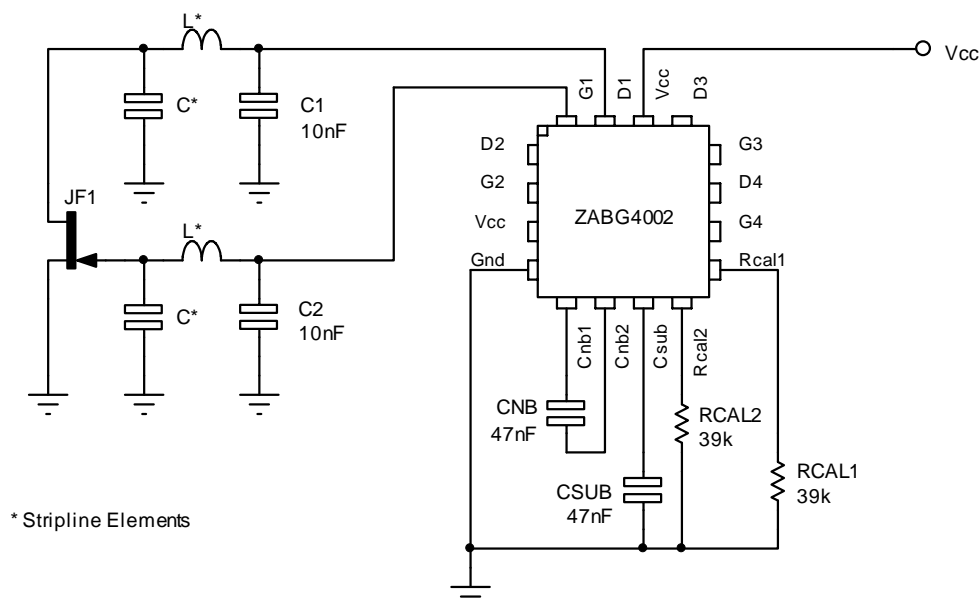 L*
C*
C1
10nF
G1
D1
Vcc
D3
Vcc
JF1
D2
G2
Vcc
Gnd
ZABG4002
G3
D4
G4
Rcal1
L*
C*
C2
10nF
Cnb1
Cnb2
Csub
Rcal2
CNB
47nF
RCAL2
39k
CSUB
47nF
RCAL1
39k
* Stripline Elements